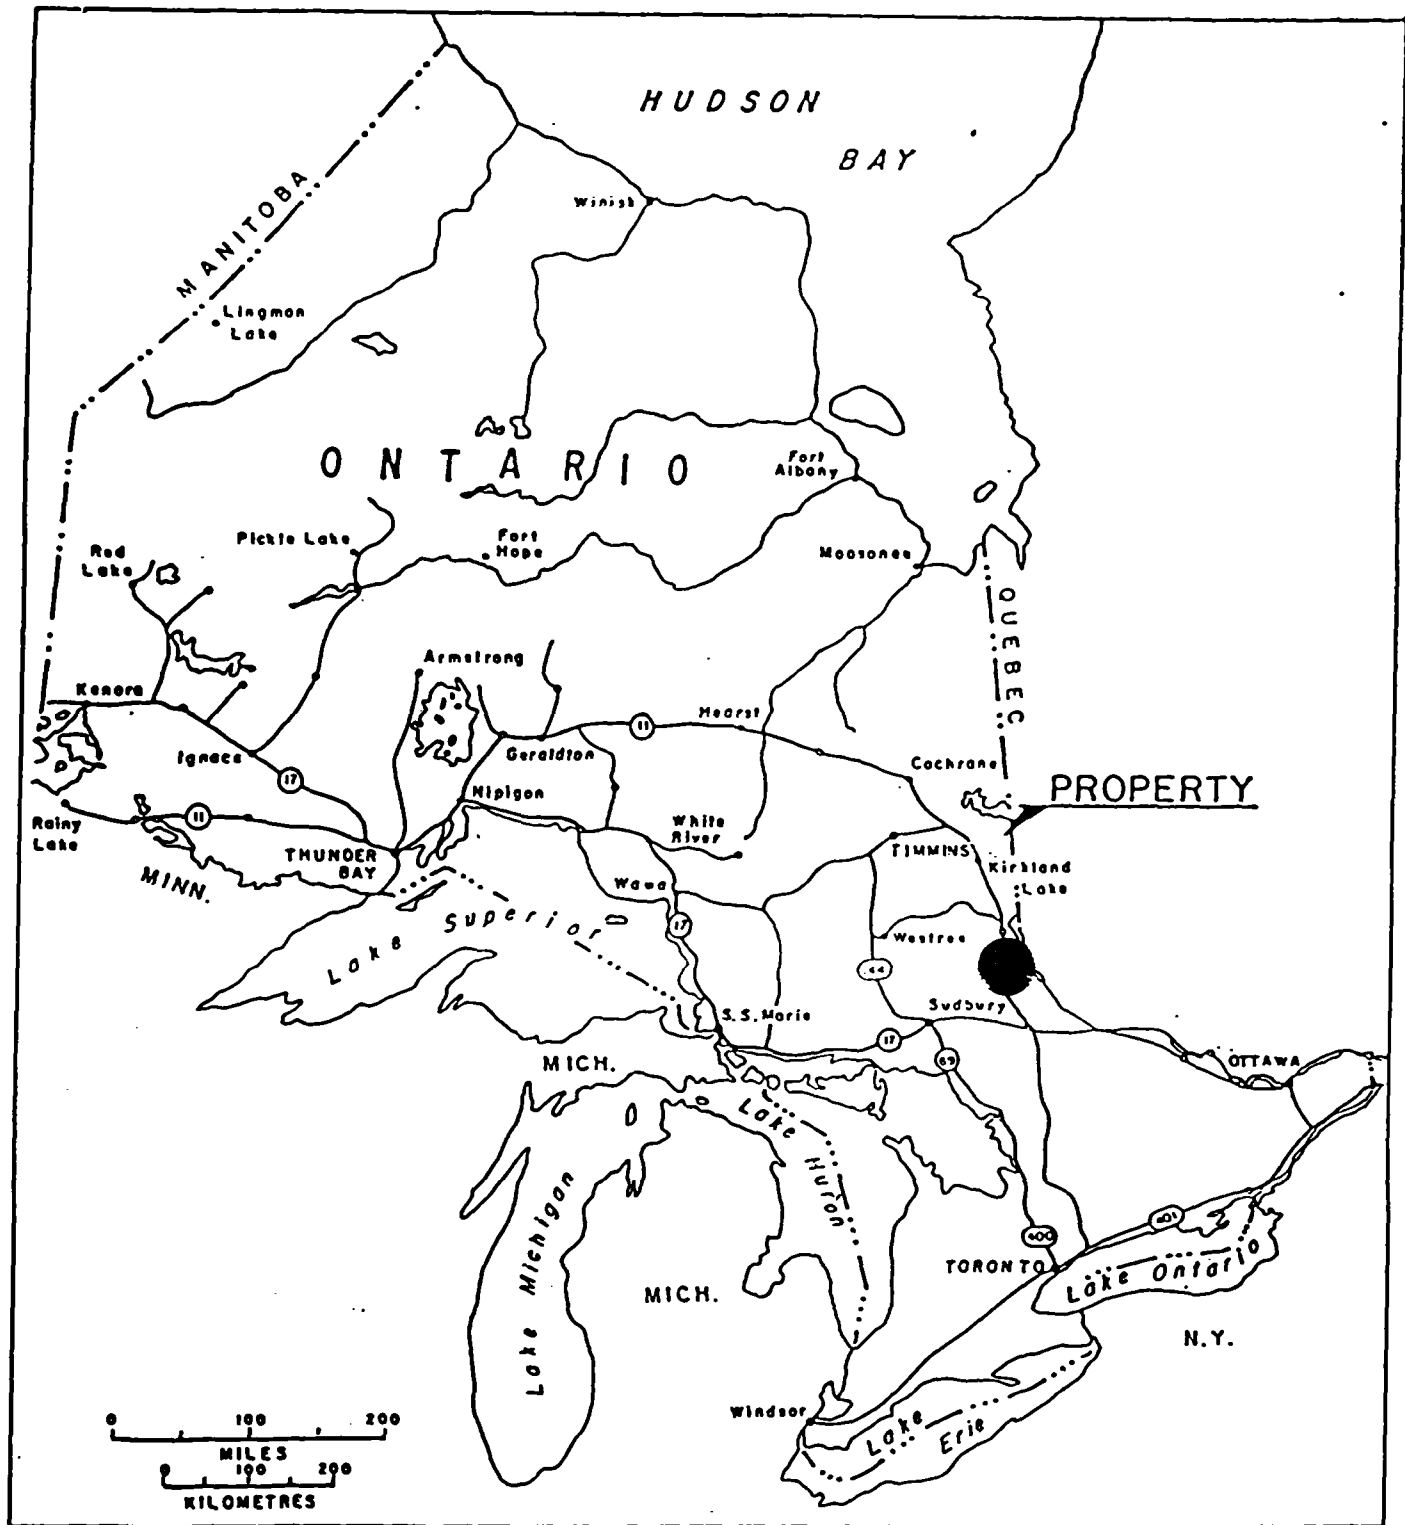 HUDSON
BAY
MANITOBA
Winisk
Lingman
Lake
ONTARIO
Fort
Albany
Pickle Lake
Fort
Hope
Red
Lake
Moosonee
QUEBEC
Armstrong
Kenora
Hearst
11
Geraldton
Ignace
17
Cochrane
PROPERTY
Nipigon
11
Rainy
Lake
White
River
TIMMINS
THUNDER
BAY
Kirkland
Lake
MINN.
Wawa
Lake Superior
17
Westree
144
S.S. Marie
Sudbury
17
69
OTTAWA
MICH.
Lake Huron
Lake Michigan
401
400
TORONTO
Lake Ontario
MICH.
N.Y.
Windsor
Lake
Erie
0 100 200
MILES
0 100 200
KILOMETRES